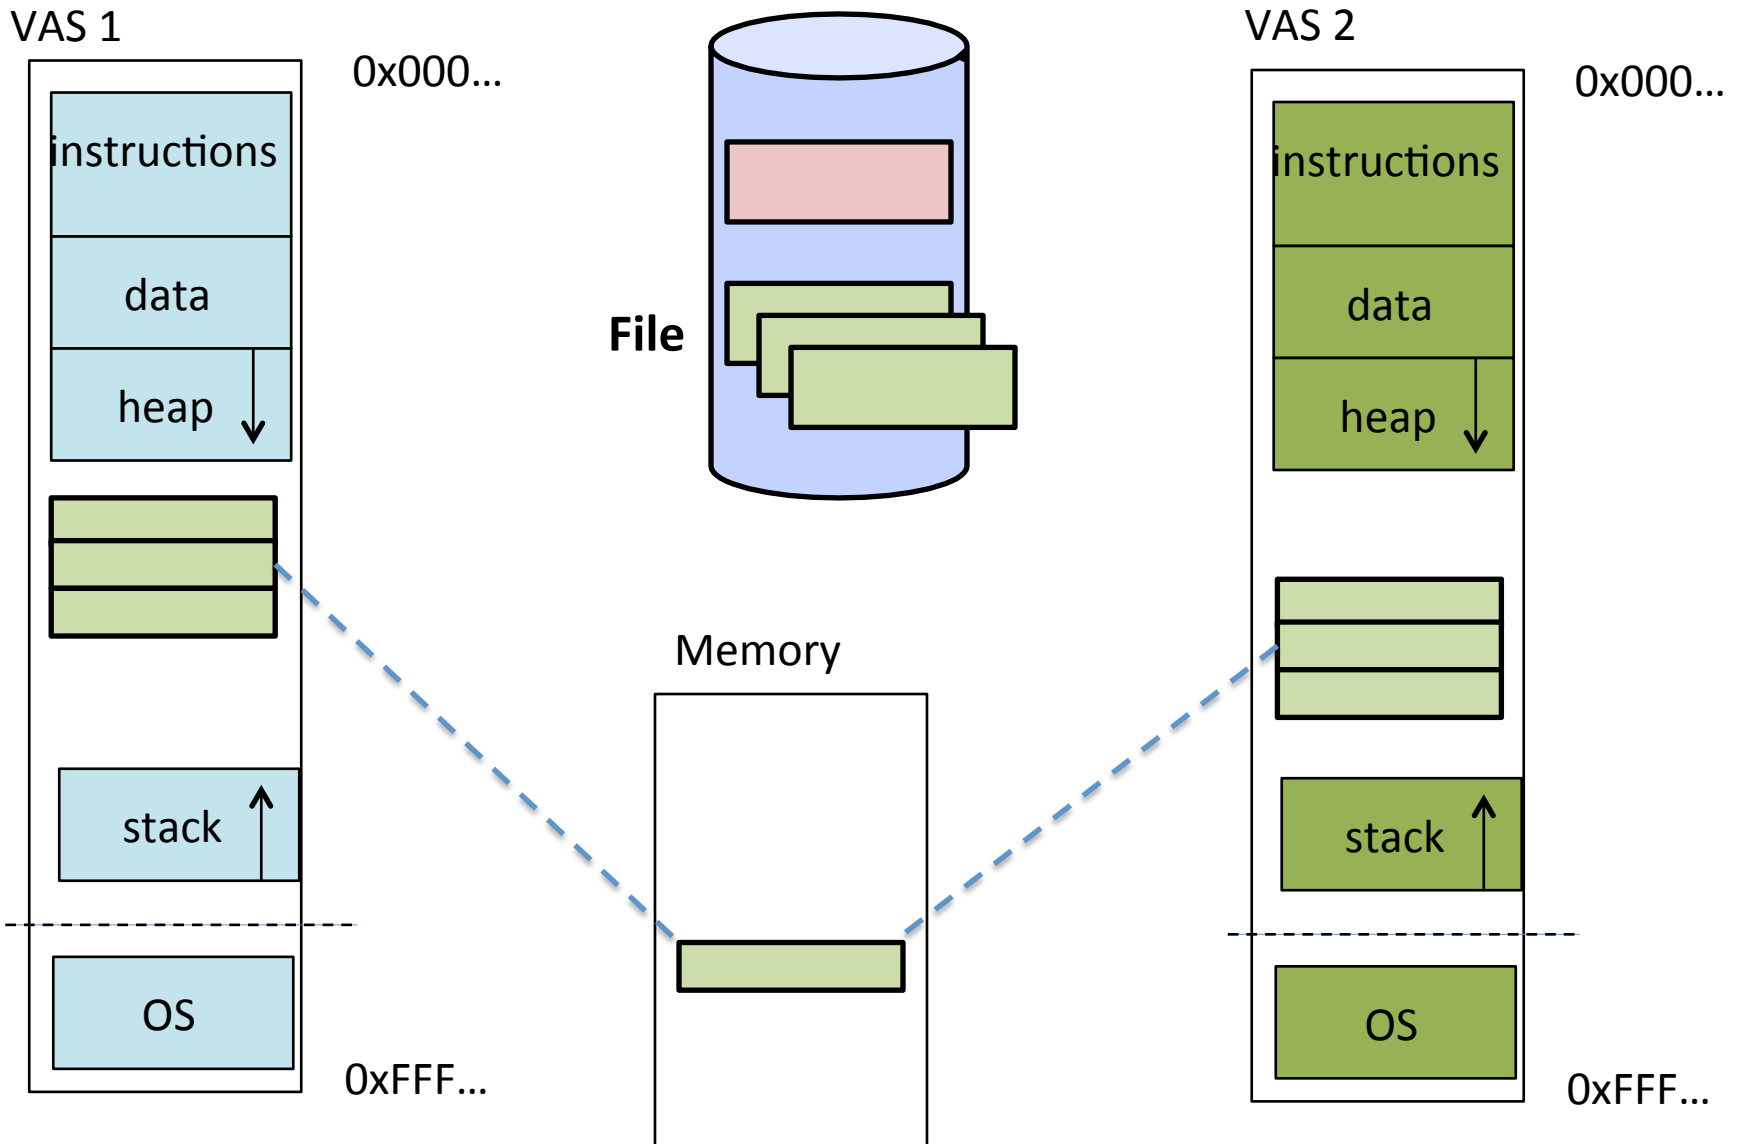 VAS 1
0x000...
instructions
data
heap
stack
OS
0xFFF...
File
Memory
VAS 2
0x000...
instructions
data
heap
stack
OS
0xFFF...